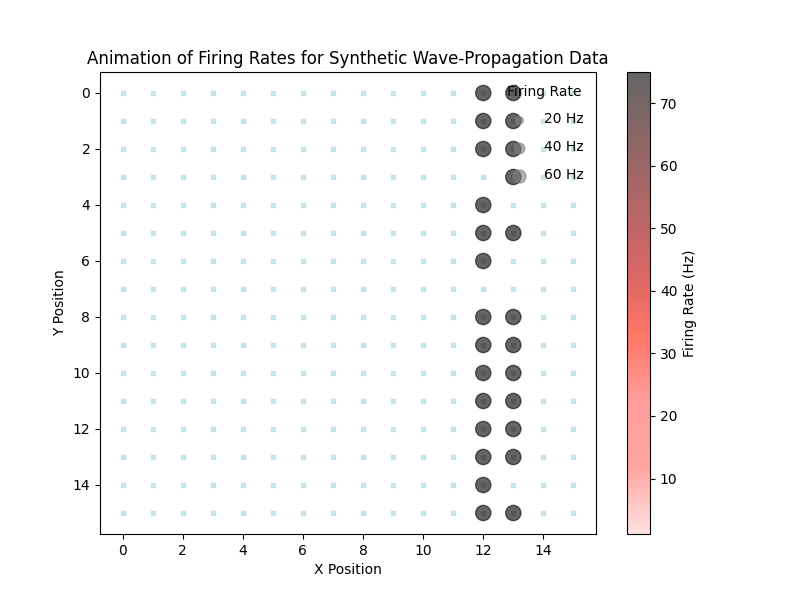 Animation of Firing Rates for Synthetic Wave-Propagation Data
Firing Rate
20 Hz
40 Hz
60 Hz
0
2
4
6
8
10
12
14
Y Position
0 2 4 6 8 10 12 14
X Position
70
60
50
40
30
20
10
Firing Rate (Hz)